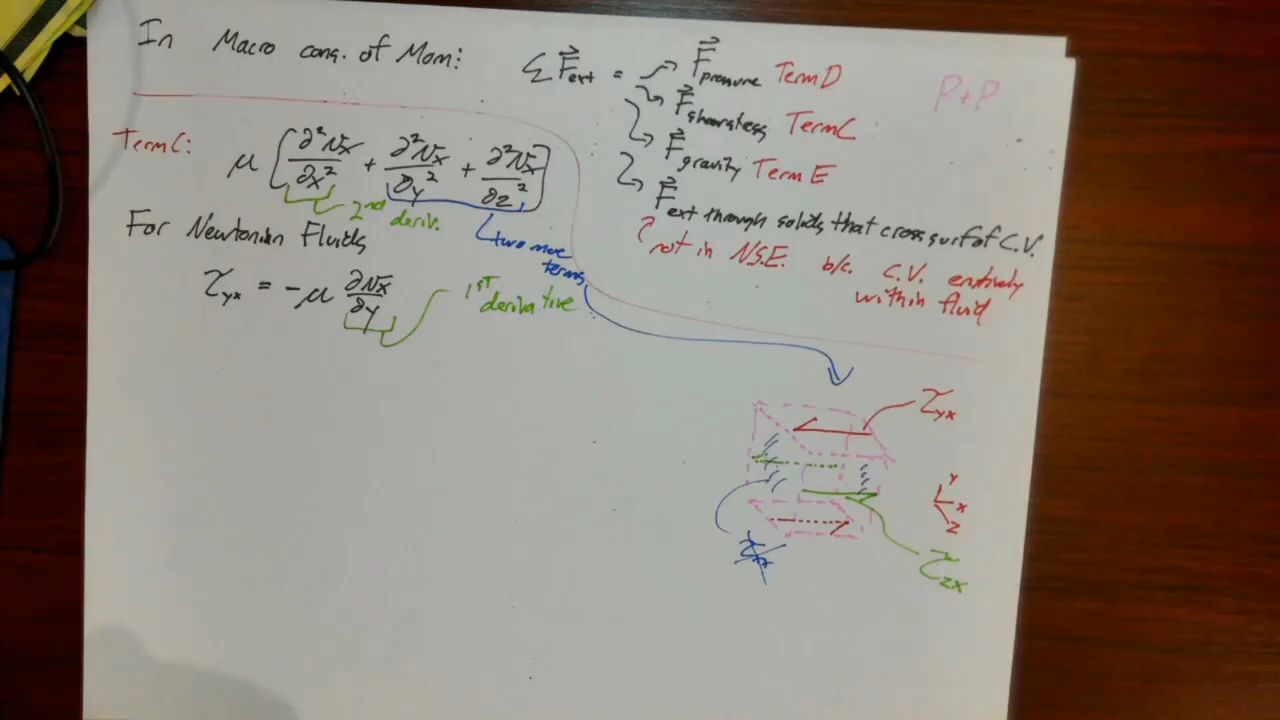 In Macro cons. of Mom:
Σ F⃗ext = F⃗pressure Term D
F⃗shear stress Term C
F⃗gravity Term E
F⃗ext through solids that cross surf of C.V.
not in N.S.E. b/c. C.V. entirely
within fluid
P+P
Term C:
μ [∂²Vx/∂x² + ∂²Vx/∂y² + ∂²Vx/∂z²]
2nd deriv.
two more
terms
For Newtonian Fluids
τyx = -μ ∂Vx/∂y
1ST
derivative
τyx
Y
X
Z
τzx